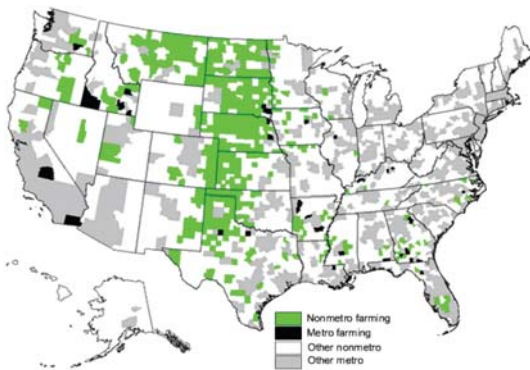 Nonmetro farming
Metro farming
Other nonmetro
Other metro